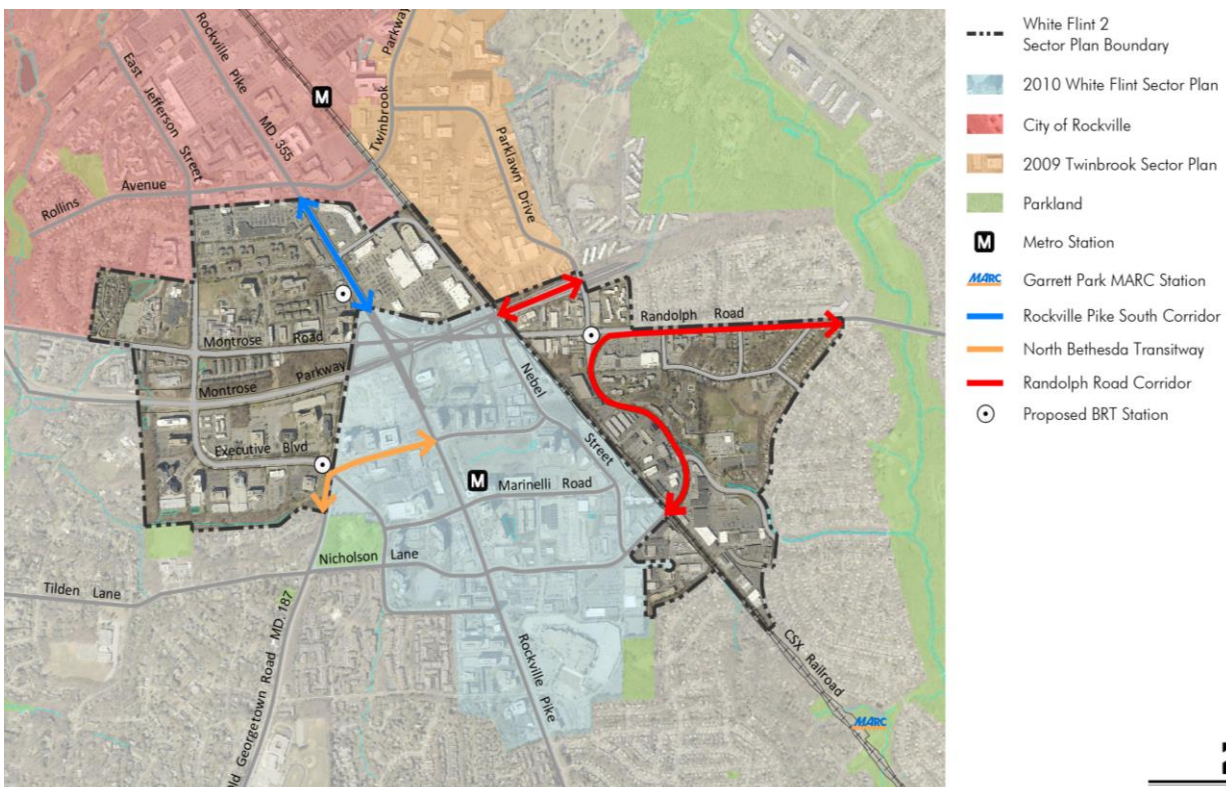 Rockville Pike MD. 355
East Jefferson Street
Twinbrook Parkway
M
Parklawn Drive
Rollins Avenue
Randolph Road
Montrose Road
Montrose Parkway
Nebel Street
Executive Blvd
M
Marinelli Road
Nicholson Lane
Tilden Lane
Georgetown Road MD. 187
Rockville Pike
CSX Railroad
MARC
White Flint 2
Sector Plan Boundary
2010 White Flint Sector Plan
City of Rockville
2009 Twinbrook Sector Plan
Parkland
M Metro Station
MARC Garrett Park MARC Station
Rockville Pike South Corridor
North Bethesda Transitway
Randolph Road Corridor
Proposed BRT Station